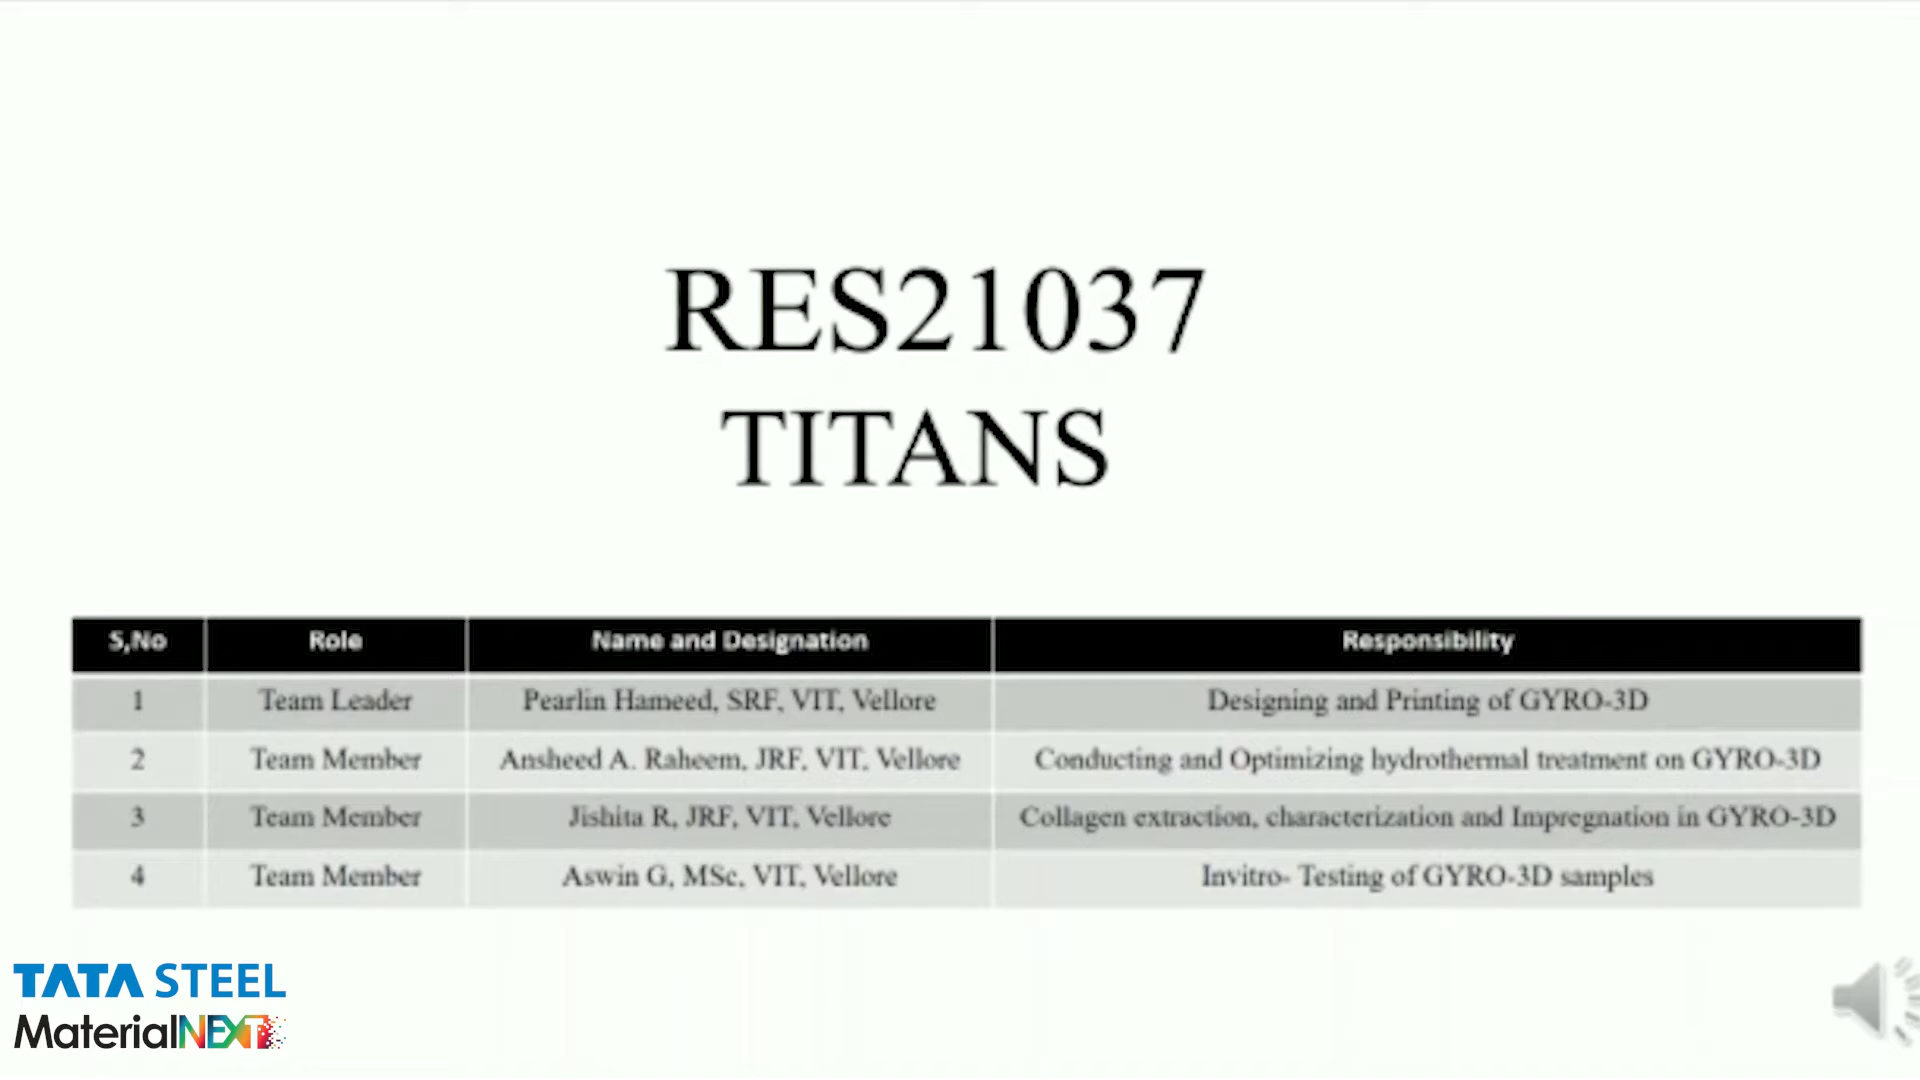 RES21037
TITANS
S,No Role Name and Designation Responsibility
1 Team Leader Pearlin Hameed, SRF, VIT, Vellore Designing and Printing of GYRO-3D
2 Team Member Ansheed A. Raheem, JRF, VIT, Vellore Conducting and Optimizing hydrothermal treatment on GYRO-3D
3 Team Member Jishita R, JRF, VIT, Vellore Collagen extraction, characterization and Impregnation in GYRO-3D
4 Team Member Aswin G, MSc, VIT, Vellore Invitro- Testing of GYRO-3D samples
TATA STEEL
MaterialNEXT